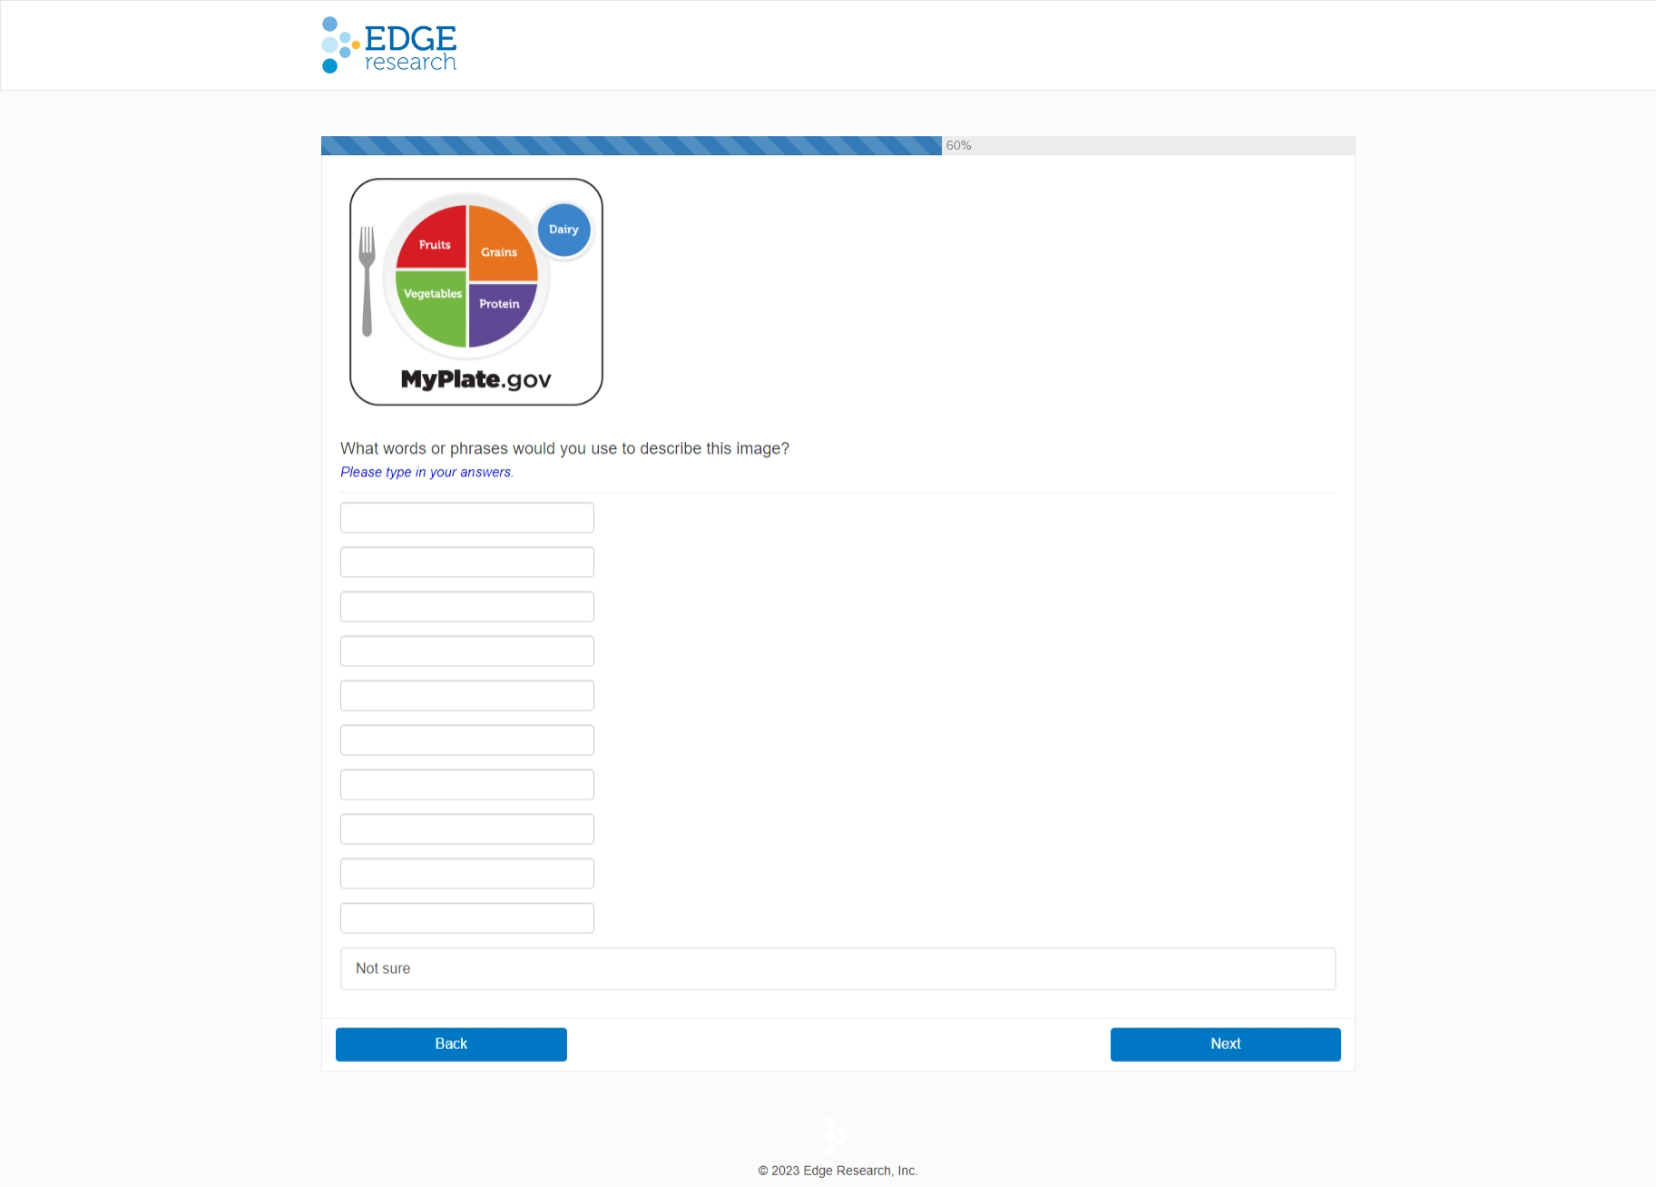 EDGE
research
60%
Fruits
Grains
Dairy
Vegetables
Protein
MyPlate.gov
What words or phrases would you use to describe this image?
Please type in your answers.
Not sure
Back
Next
© 2023 Edge Research, Inc.